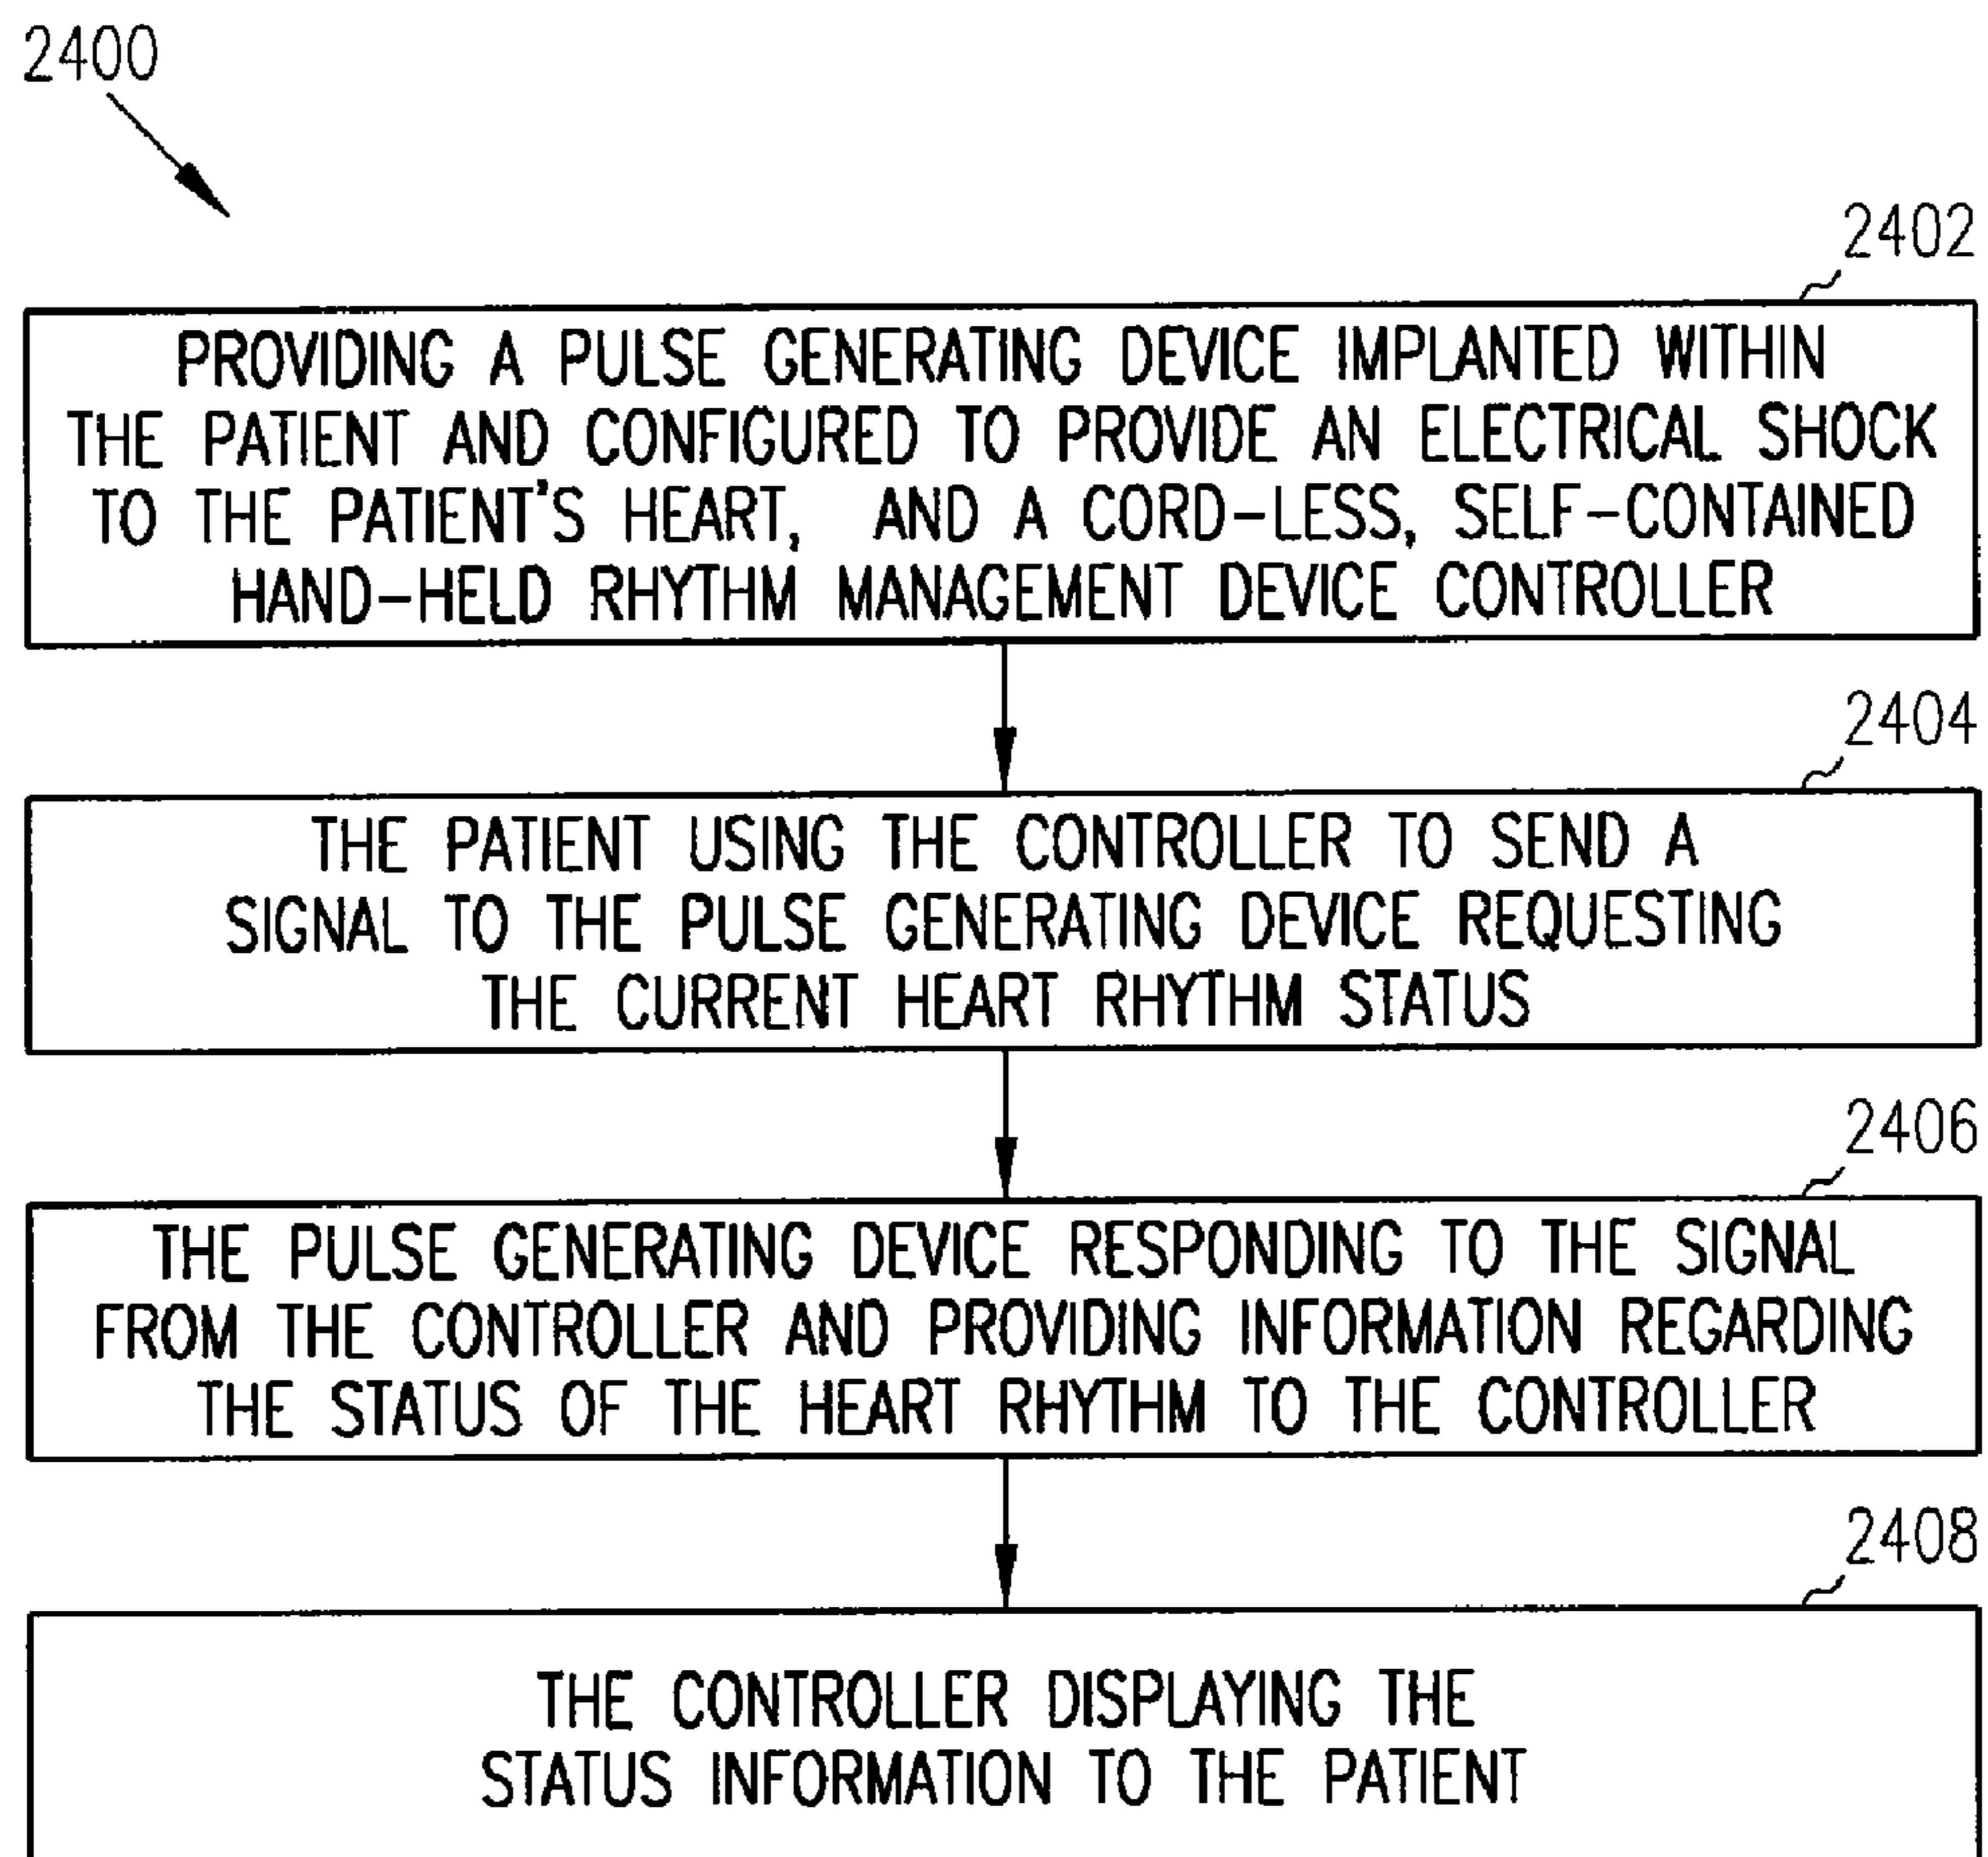 2400
2402
PROVIDING A PULSE GENERATING DEVICE IMPLANTED WITHIN
THE PATIENT AND CONFIGURED TO PROVIDE AN ELECTRICAL SHOCK
TO THE PATIENT'S HEART, AND A CORD-LESS, SELF-CONTAINED
HAND-HELD RHYTHM MANAGEMENT DEVICE CONTROLLER
2404
THE PATIENT USING THE CONTROLLER TO SEND A
SIGNAL TO THE PULSE GENERATING DEVICE REQUESTING
THE CURRENT HEART RHYTHM STATUS
2406
THE PULSE GENERATING DEVICE RESPONDING TO THE SIGNAL
FROM THE CONTROLLER AND PROVIDING INFORMATION REGARDING
THE STATUS OF THE HEART RHYTHM TO THE CONTROLLER
2408
THE CONTROLLER DISPLAYING THE
STATUS INFORMATION TO THE PATIENT